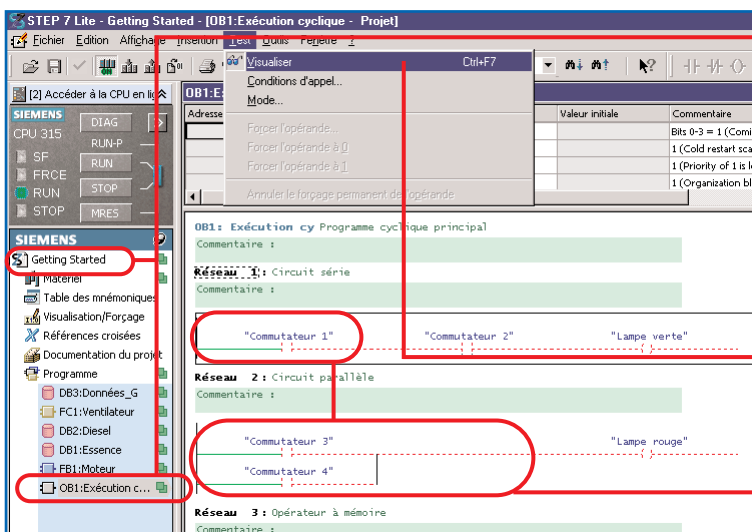 STEP 7 Lite - Getting Started - [OB1:Exécution cyclique - Projet]
Fichier Edition Affichage Insertion Test Outils Fenêtre ?
Visualiser Ctrl+F7
Conditions d'appel...
Mode...
Forcer l'opérande...
Forcer l'opérande à 0
Forcer l'opérande à 1
Annuler le forçage permanent de l'opérande
[2] Accéder à la CPU en lig
SIEMENS
CPU 315
DIAG
RUN-P
SF
RUN
FRCE
RUN
STOP
STOP
MRES
OB1:E
Adresse Valeur initiale Commentaire
Bits 0-3 = 1 (Comi
1 (Cold restart sca
1 (Priority of 1 is l
1 (Organization bl
SIEMENS
Getting Started
Matériel
Table des mnémoniques
Visualisation/Forçage
Références croisées
Documentation du projet
Programme
DB3:Données_G
FC1:Ventilateur
DB2:Diesel
DB1:Essence
FB1:Moteur
OB1:Exécution c...
OB1: Exécution cy Programme cyclique principal
Commentaire :
Réseau 1: Circuit série
Commentaire :
"Commutateur 1" "Commutateur 2" "Lampe verte"
Réseau 2: Circuit parallèle
Commentaire :
"Commutateur 3" "Lampe rouge"
"Commutateur 4"
Réseau 3: Opérateur à mémoire
Commentaire :